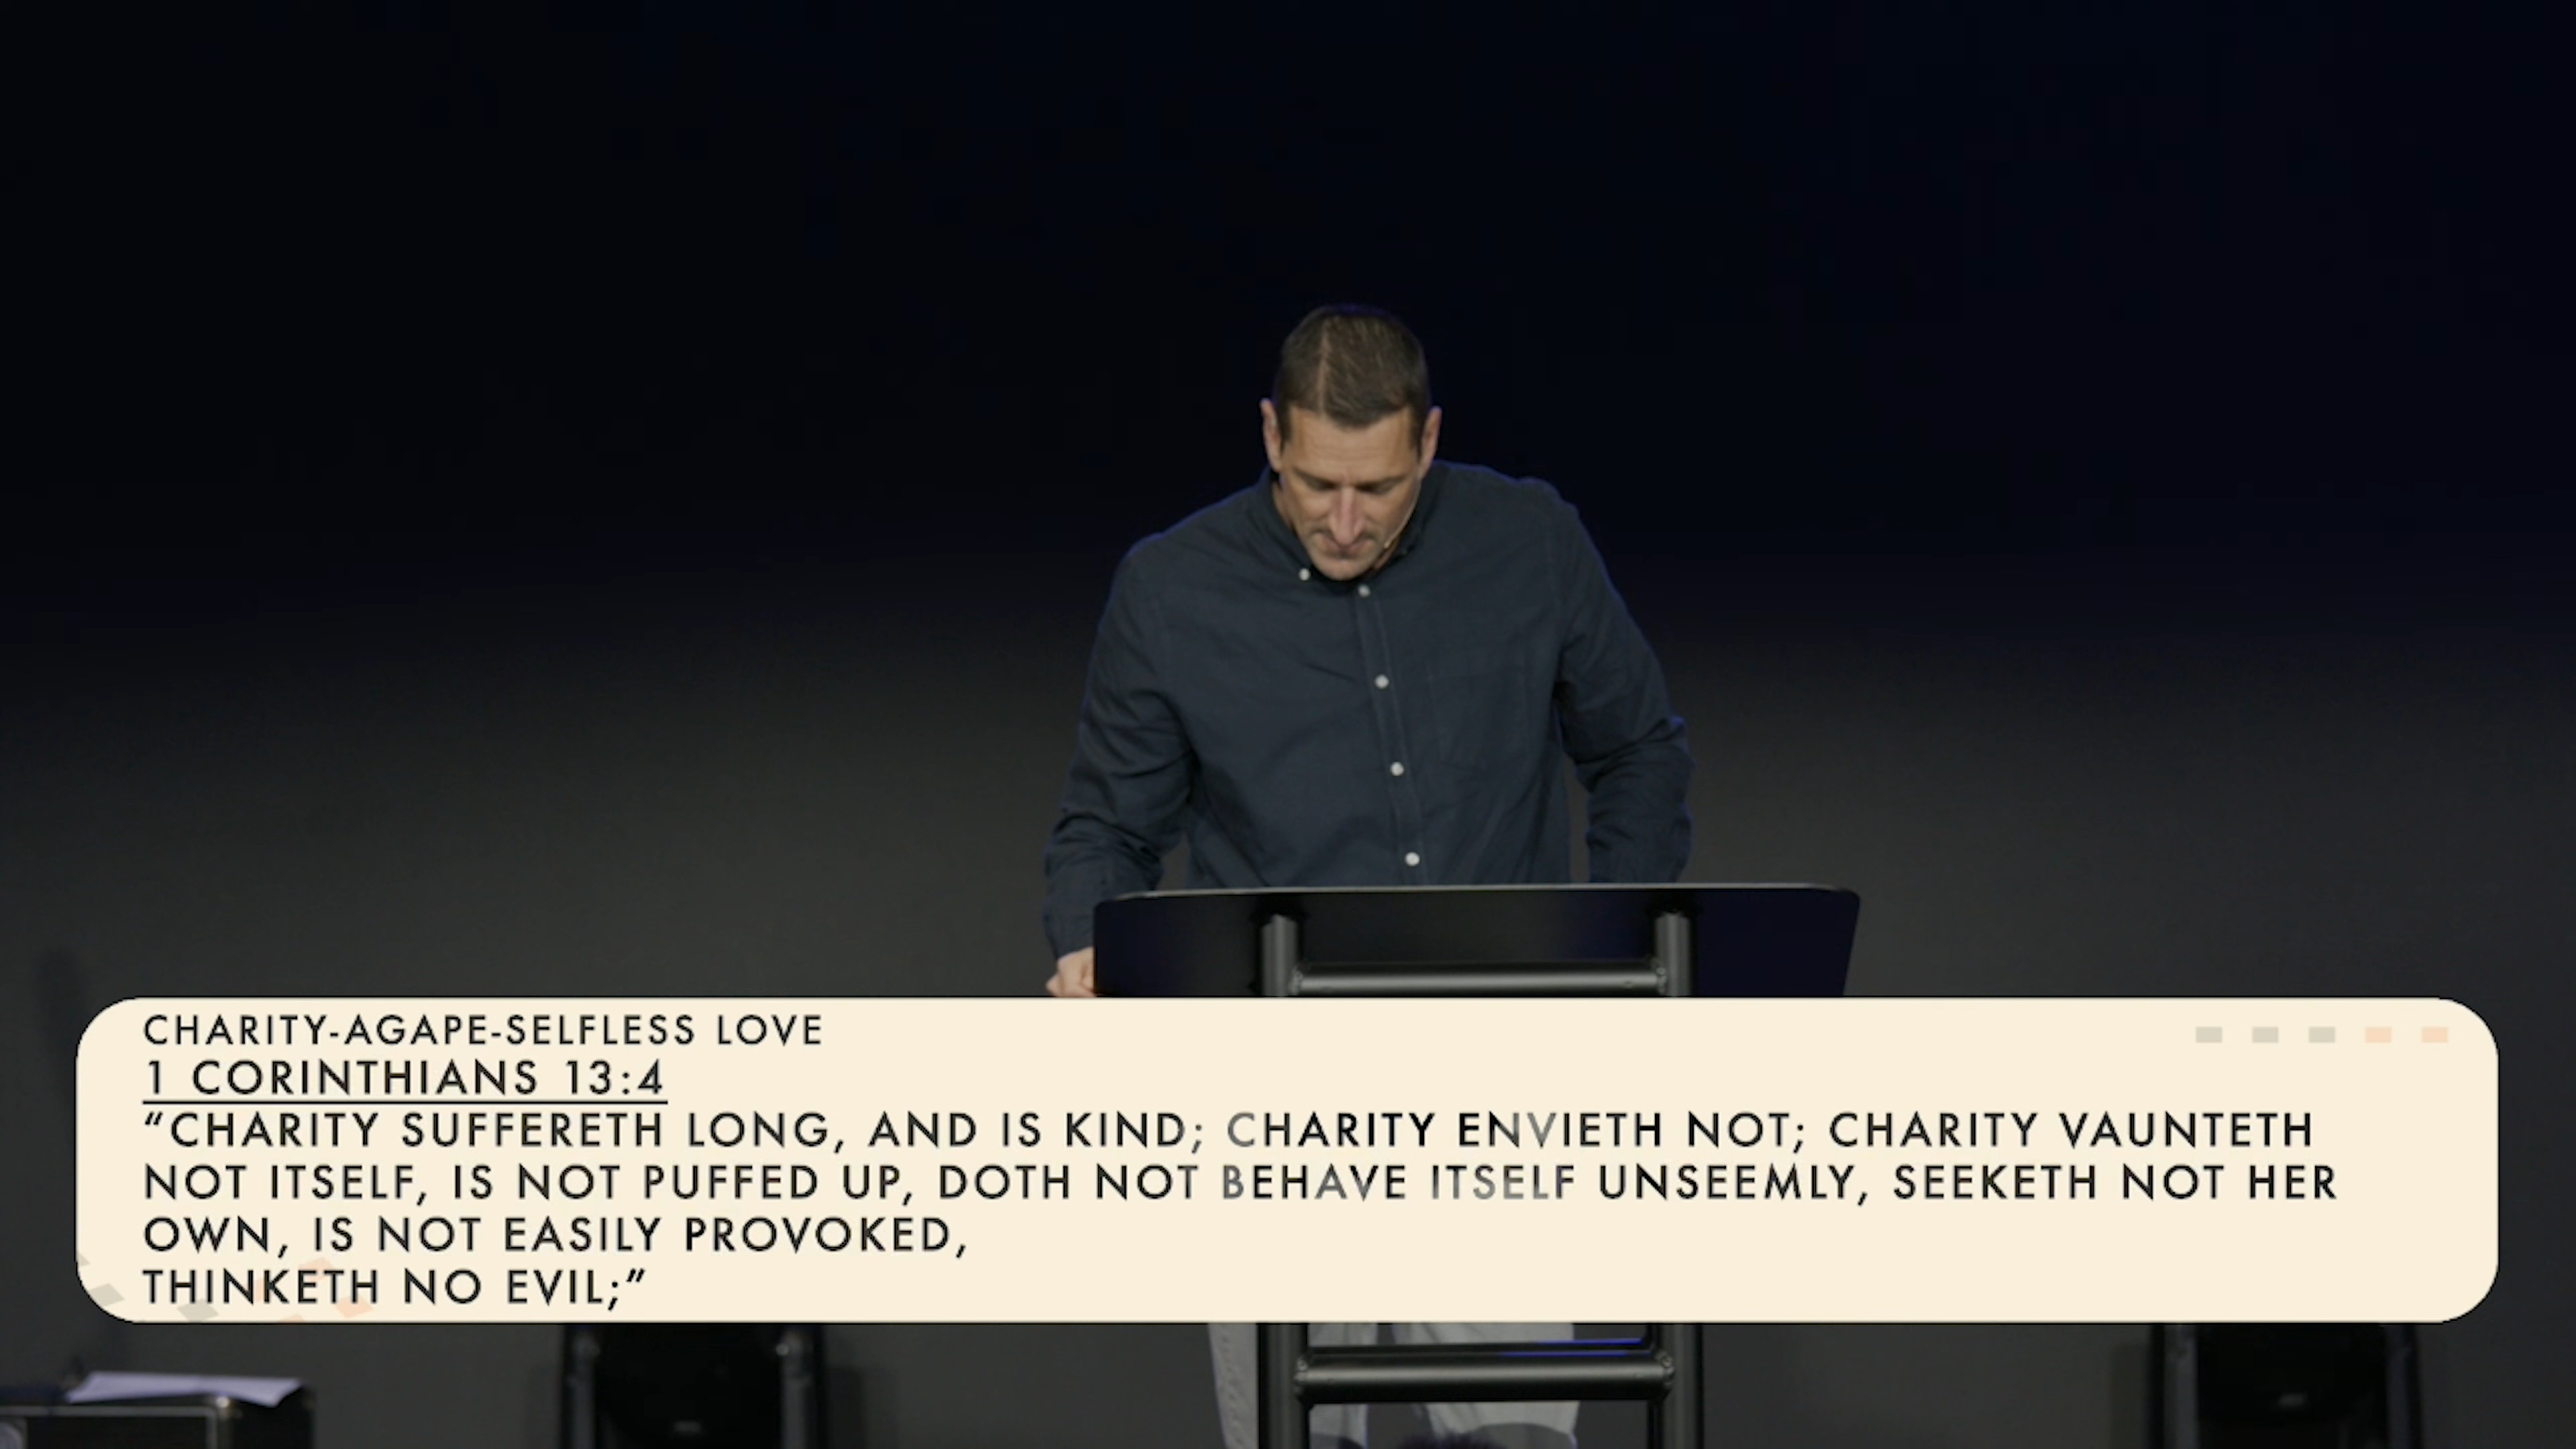 CHARITY-AGAPE-SELFLESS LOVE
1 CORINTHIANS 13:4
“CHARITY SUFFERETH LONG, AND IS KIND; CHARITY ENVIETH NOT; CHARITY VAUNTETH
NOT ITSELF, IS NOT PUFFED UP, DOTH NOT BEHAVE ITSELF UNSEEMLY, SEEKETH NOT HER
OWN, IS NOT EASILY PROVOKED,
THINKETH NO EVIL;”